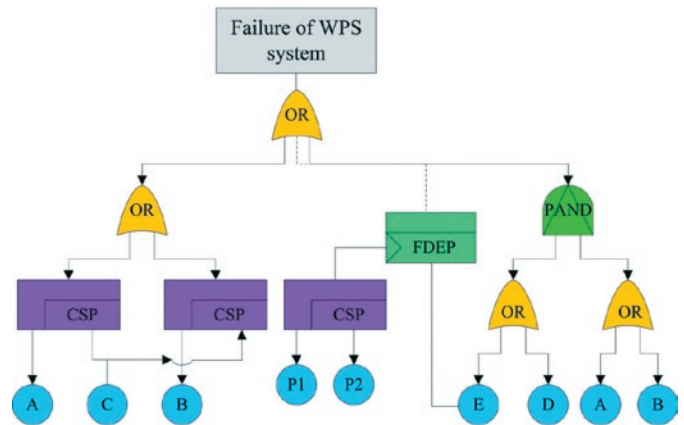 Failure of WPS
system
OR
OR
PAND
FDEP
CSP
CSP
CSP
OR
OR
A
C
B
P1
P2
E
D
A
B